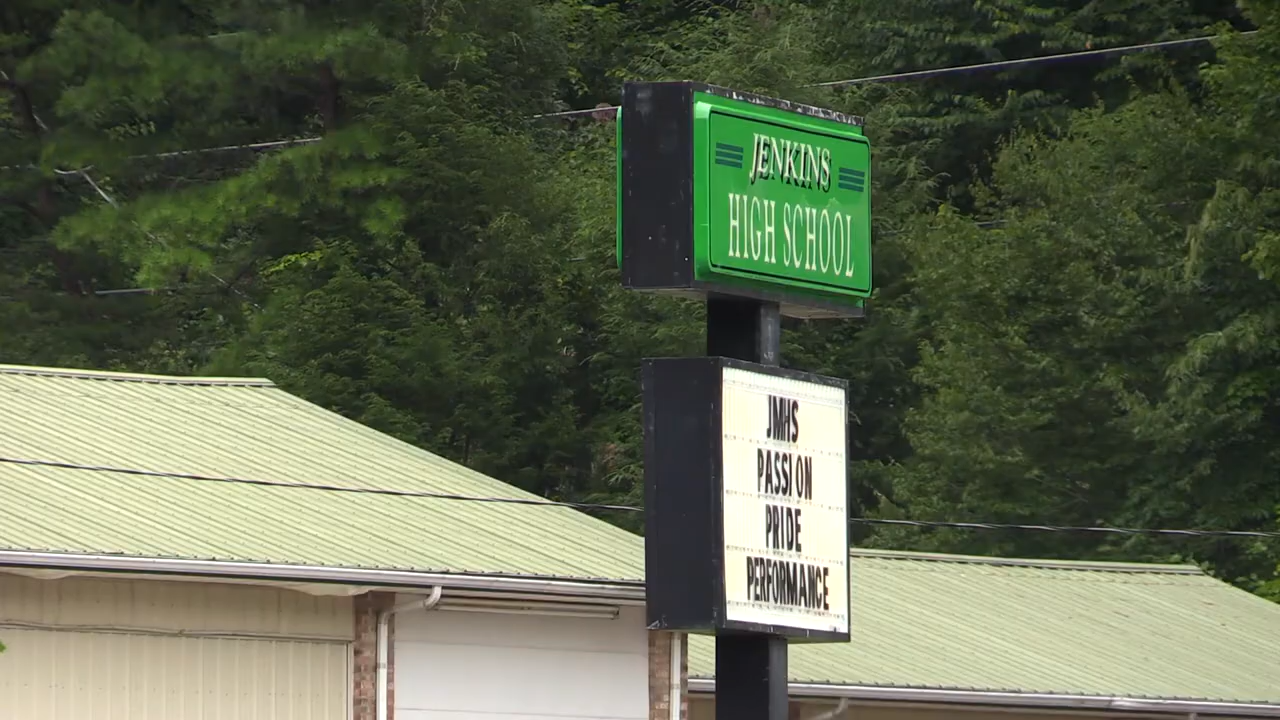 JENKINS
HIGH SCHOOL
JMHS
PASSION
PRIDE
PERFORMANCE